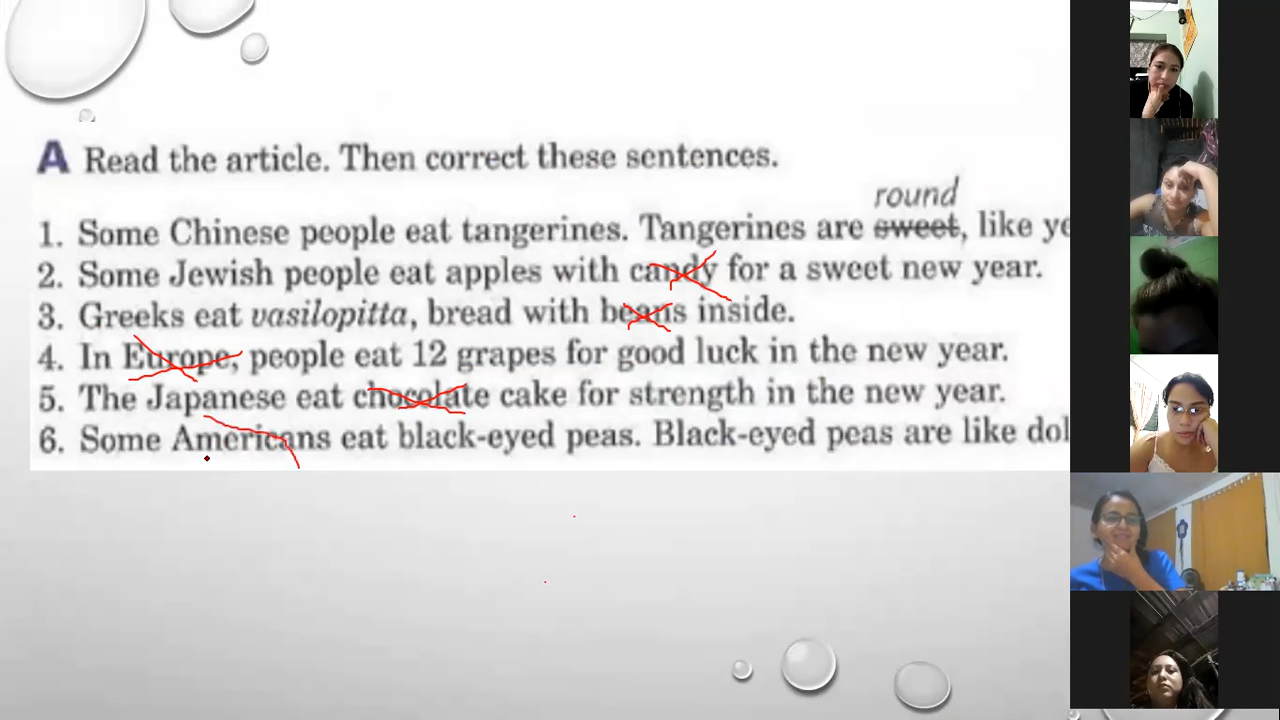 A Read the article. Then correct these sentences.
round
1. Some Chinese people eat tangerines. Tangerines are sweet, like
2. Some Jewish people eat apples with candy for a sweet new year.
3. Greeks eat vasilopitta, bread with beans inside.
4. In Europe, people eat 12 grapes for good luck in the new year.
5. The Japanese eat chocolate cake for strength in the new year.
6. Some Americans eat black-eyed peas. Black-eyed peas are like